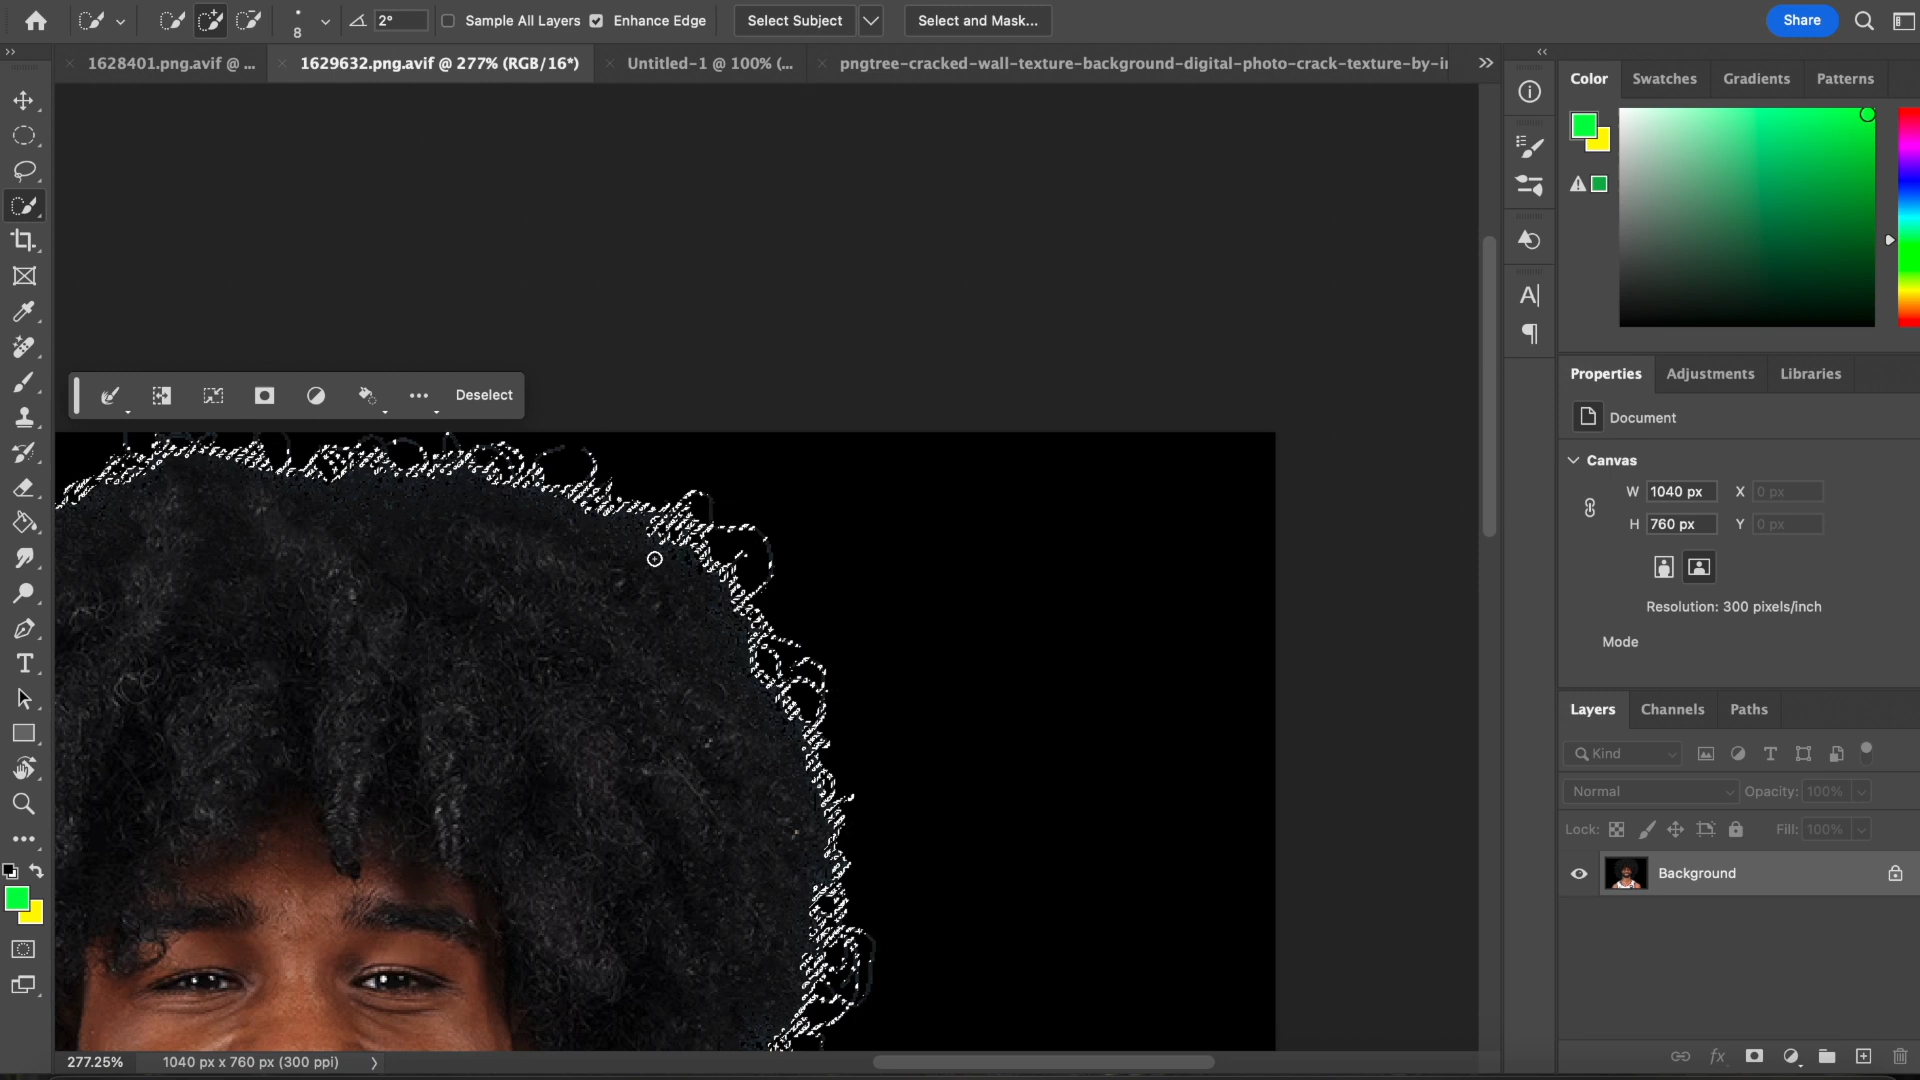 8
2°
Sample All Layers
Enhance Edge
Select Subject
Select and Mask...
Share
1628401.png.avif @ ...
1629632.png.avif @ 277% (RGB/16*)
Untitled-1 @ 100% (...
pngtree-cracked-wall-texture-background-digital-photo-crack-texture-by-i
Color
Swatches
Gradients
Patterns
Deselect
Properties
Adjustments
Libraries
Document
Canvas
W 1040 px X 0 px
H 760 px Y 0 px
Resolution: 300 pixels/inch
Mode
Layers
Channels
Paths
Kind
Normal
Opacity: 100%
Lock:
Fill: 100%
Background
277.25%
1040 px x 760 px (300 ppi)